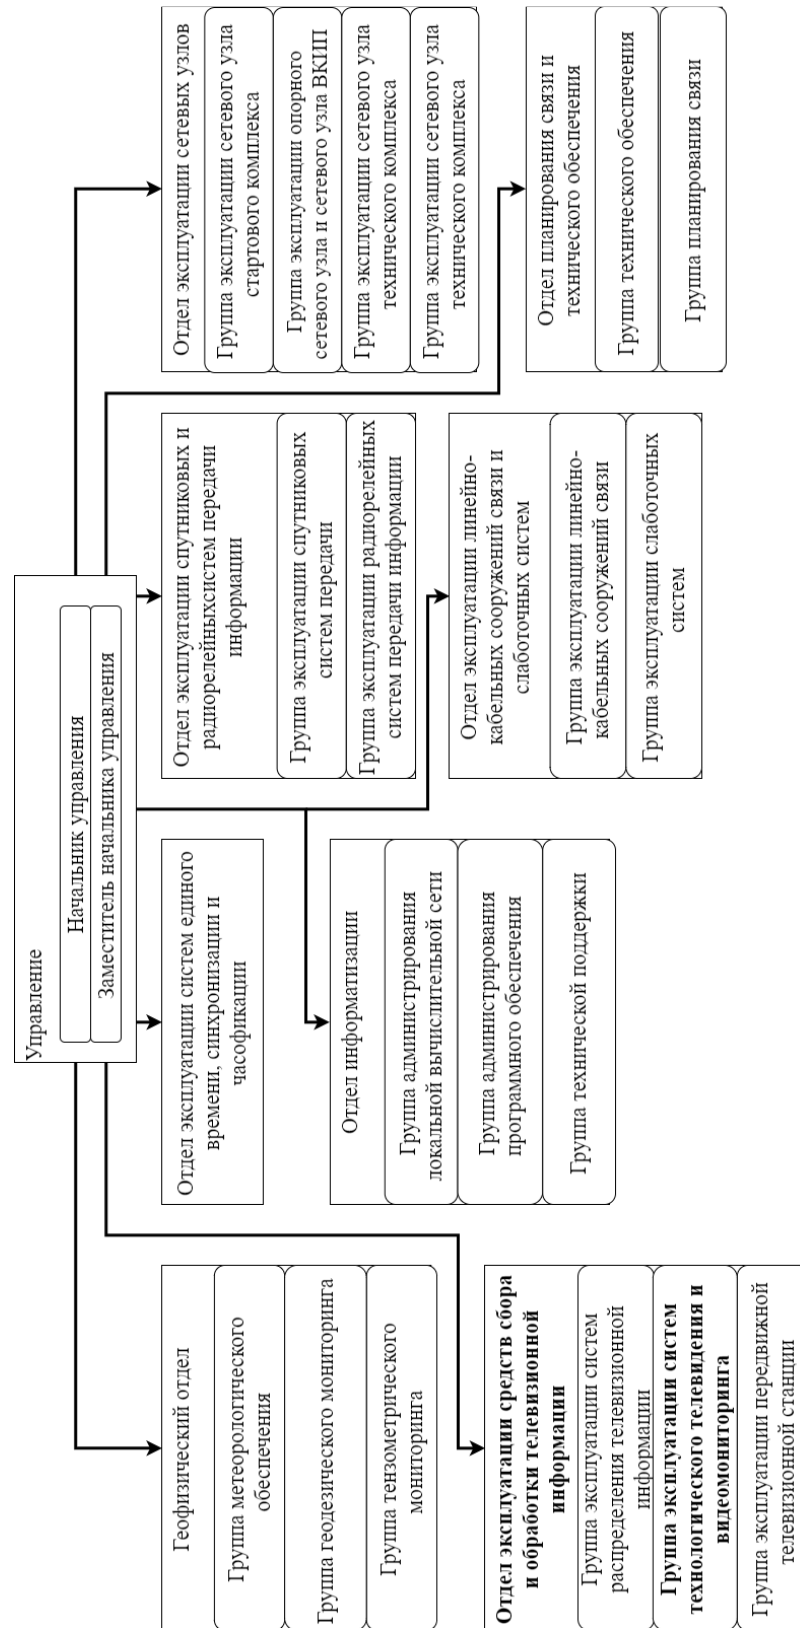 Управление
Начальник управления
Заместитель начальника управления
Геофизический отдел
Группа метеорологического
обеспечения
Группа геодезического мониторинга
Группа тензометрического
мониторинга
Отдел эксплуатации систем единого
времени, синхронизации и
часофикации
Отдел эксплуатации спутниковых и
радиорелейныхсистем передачи
информации
Группа эксплуатации спутниковых
систем передачи
Группа эксплуатации радиорелейных
систем передачи информации
Отдел эксплуатации сетевых узлов
Группа эксплуатации сетевого узла
стартового комплекса
Группа эксплуатации опорного
сетевого узла и сетевого узла ВКИП
Группа эксплуатации сетевого узла
технического комплекса
Группа эксплуатации сетевого узла
технического комплекса
Отдел эксплуатации средств сбора
и обработки телевизионной
информации
Группа эксплуатации систем
распределения телевизионной
информации
Группа эксплуатации систем
технологического телевидения и
видеомониторинга
Группа эксплуатации передвижной
телевизионной станции
Отдел информатизации
Группа администрирования
локальной вычислительной сети
Группа администрирования
программного обеспечения
Группа технической поддержки
Отдел эксплуатации линейно-
кабельных сооружений связи и
слаботочных систем
Группа эксплуатации линейно-
кабельных сооружений связи
Группа эксплуатации слаботочных
систем
Отдел планирования связи и
технического обеспечения
Группа технического обеспечения
Группа планирования связи